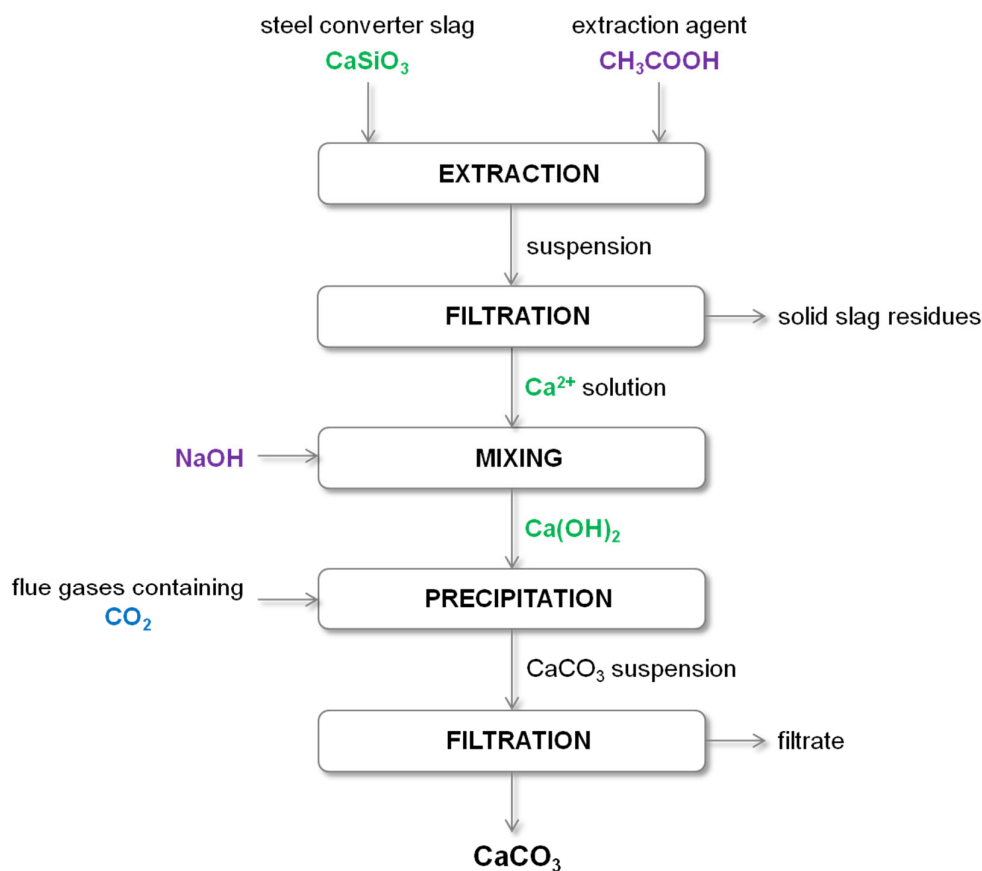 steel converter slag
CaSiO₃
extraction agent
CH₃COOH
EXTRACTION
suspension
FILTRATION
solid slag residues
Ca²⁺ solution
NaOH
MIXING
Ca(OH)₂
flue gases containing
CO₂
PRECIPITATION
CaCO₃ suspension
FILTRATION
filtrate
CaCO₃